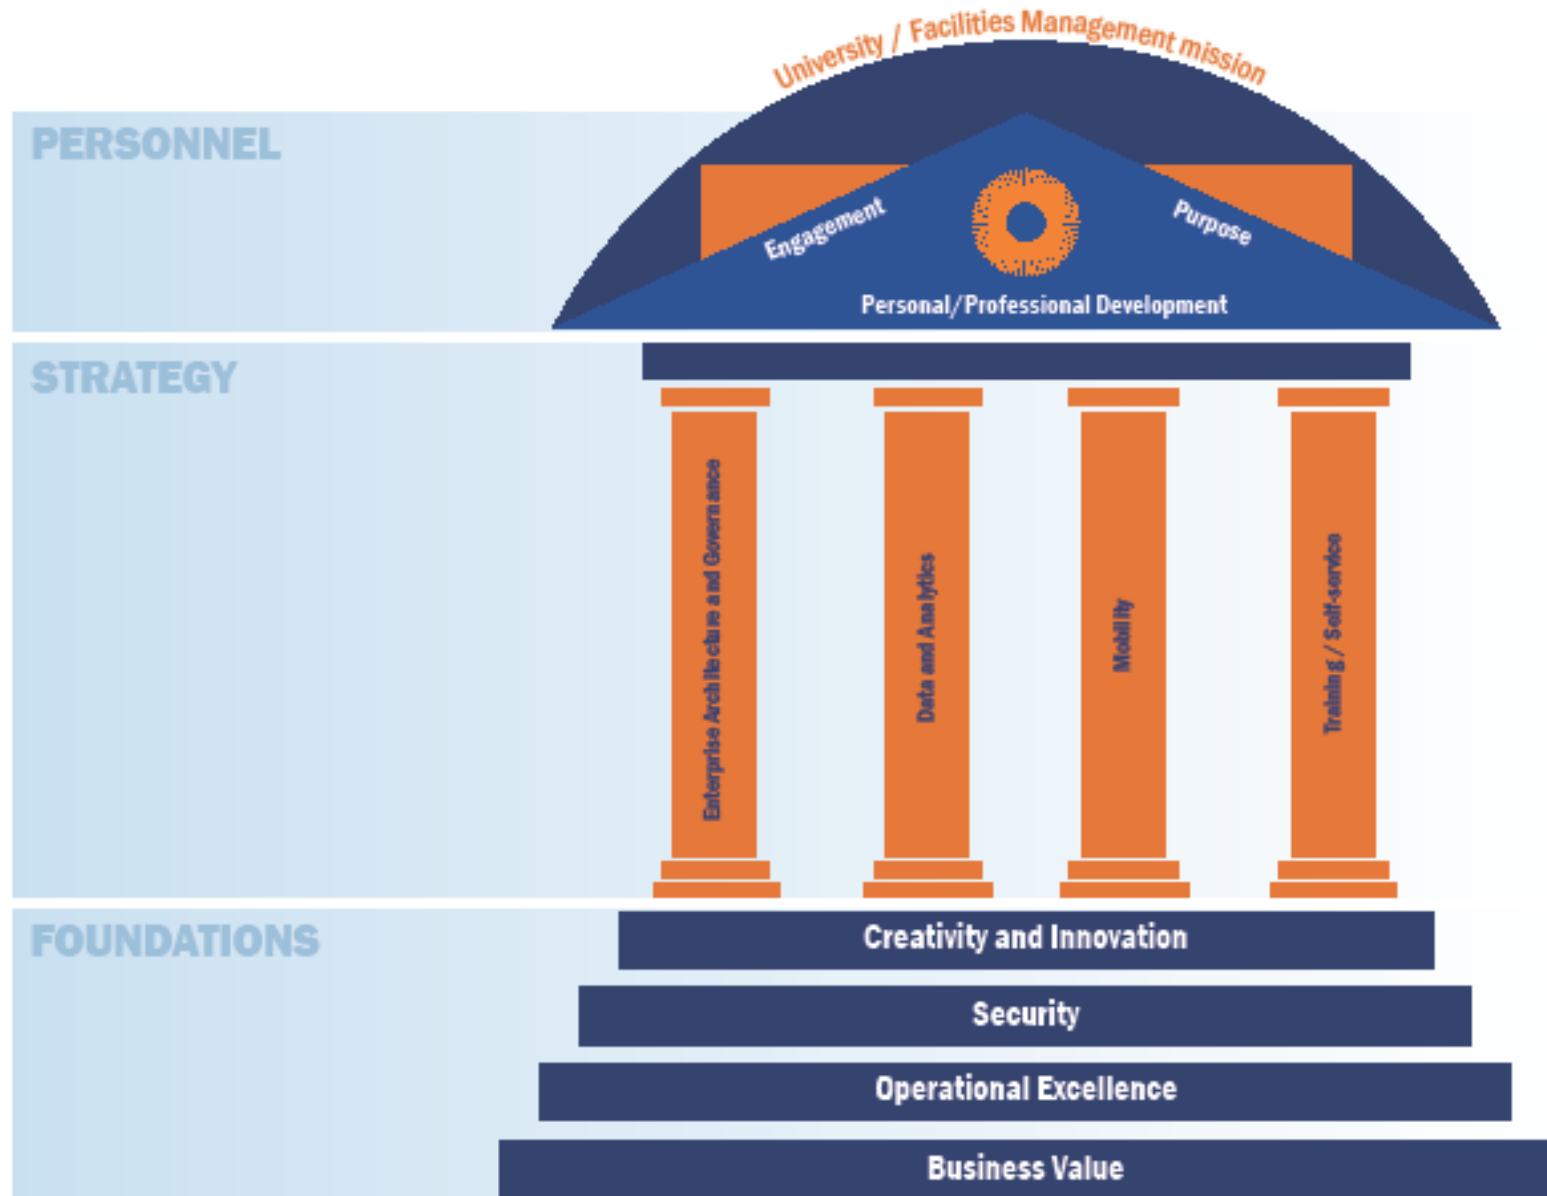 University / Facilities Management mission
PERSONNEL
Engagement
Purpose
Personal/Professional Development
STRATEGY
Enterprise Architecture and Governance
Data and Analytics
Mobility
Training / Self-service
FOUNDATIONS
Creativity and Innovation
Security
Operational Excellence
Business Value